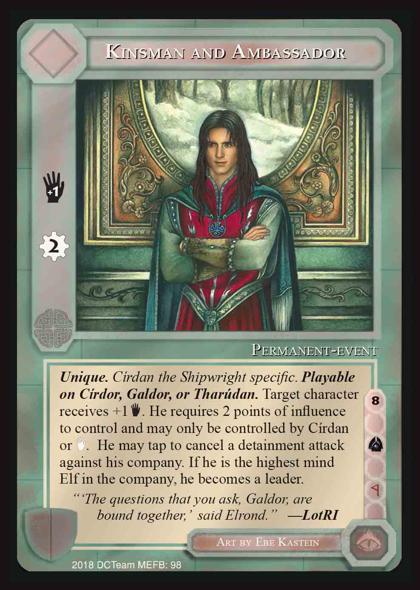 Kinsman and Ambassador
+1
2
Permanent-event
Unique. Círdan the Shipwright specific. Playable
on Círdor, Galdor, or Tharúdan. Target character
receives +1. He requires 2 points of influence
to control and may only be controlled by Círdan
or . He may tap to cancel a detainment attack
against his company. If he is the highest mind
Elf in the company, he becomes a leader.
8
“‘The questions that you ask, Galdor, are
bound together,’ said Elrond.” —LotRI
Art by Ebe Kastein
2018 DCTeam MEFB: 98